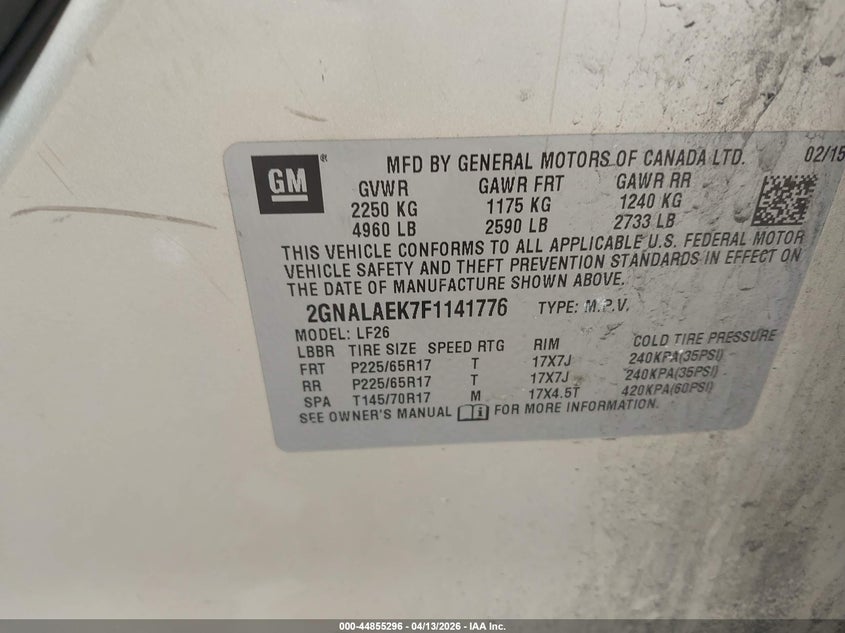 GM ® MFD BY GENERAL MOTORS OF CANADA LTD. 02/15
GVWR GAWR FRT GAWR RR
2250 KG 1175 KG 1240 KG
4960 LB 2590 LB 2733 LB
THIS VEHICLE CONFORMS TO ALL APPLICABLE U.S. FEDERAL MOTOR
VEHICLE SAFETY AND THEFT PREVENTION STANDARDS IN EFFECT ON
THE DATE OF MANUFACTURE SHOWN ABOVE.
2GNALAEK7F1141776 TYPE: M.P.V.
MODEL: LF26
LBBR TIRE SIZE SPEED RTG RIM COLD TIRE PRESSURE
FRT P225/65R17 T 17X7J 240KPA(35PSI)
RR P225/65R17 T 17X7J 240KPA(35PSI)
SPA T145/70R17 M 17X4.5T 420KPA(60PSI)
SEE OWNER'S MANUAL FOR MORE INFORMATION.
000-44855296 - 04/13/2026 - IAA Inc.